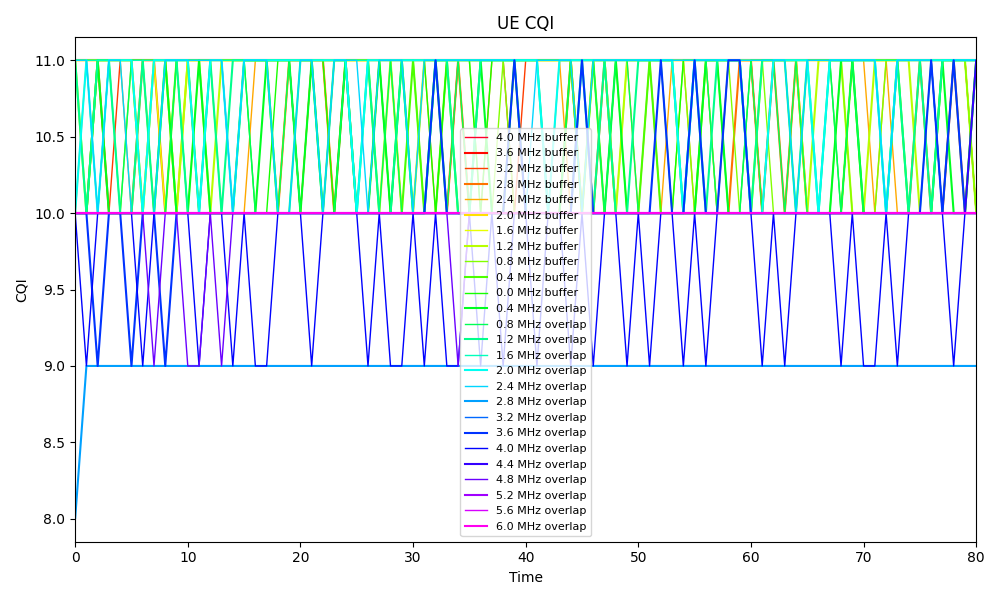 UE CQI
11.0
10.5
10.0
9.5
9.0
8.5
8.0
CQI
4.0 MHz buffer
3.6 MHz buffer
3.2 MHz buffer
2.8 MHz buffer
2.4 MHz buffer
2.0 MHz buffer
1.6 MHz buffer
1.2 MHz buffer
0.8 MHz buffer
0.4 MHz buffer
0.0 MHz buffer
0.4 MHz overlap
0.8 MHz overlap
1.2 MHz overlap
1.6 MHz overlap
2.0 MHz overlap
2.4 MHz overlap
2.8 MHz overlap
3.2 MHz overlap
3.6 MHz overlap
4.0 MHz overlap
4.4 MHz overlap
4.8 MHz overlap
5.2 MHz overlap
5.6 MHz overlap
6.0 MHz overlap
0 10 20 30 40 50 60 70 80
Time